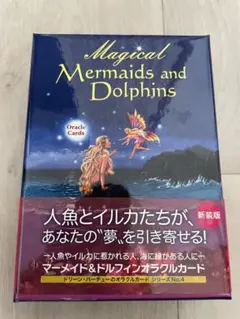 Magical
Mermaids and
Dolphins
Oracle
Cards
人魚とイルカたちが、
あなたの〝夢〟を引き寄せる!
新装版
―人魚やイルカに惹かれる人、海に縁がある人に―
マーメイド&ドルフィンオラクルカード
ドリーン・バーチューのオラクルカード シリーズNo.4